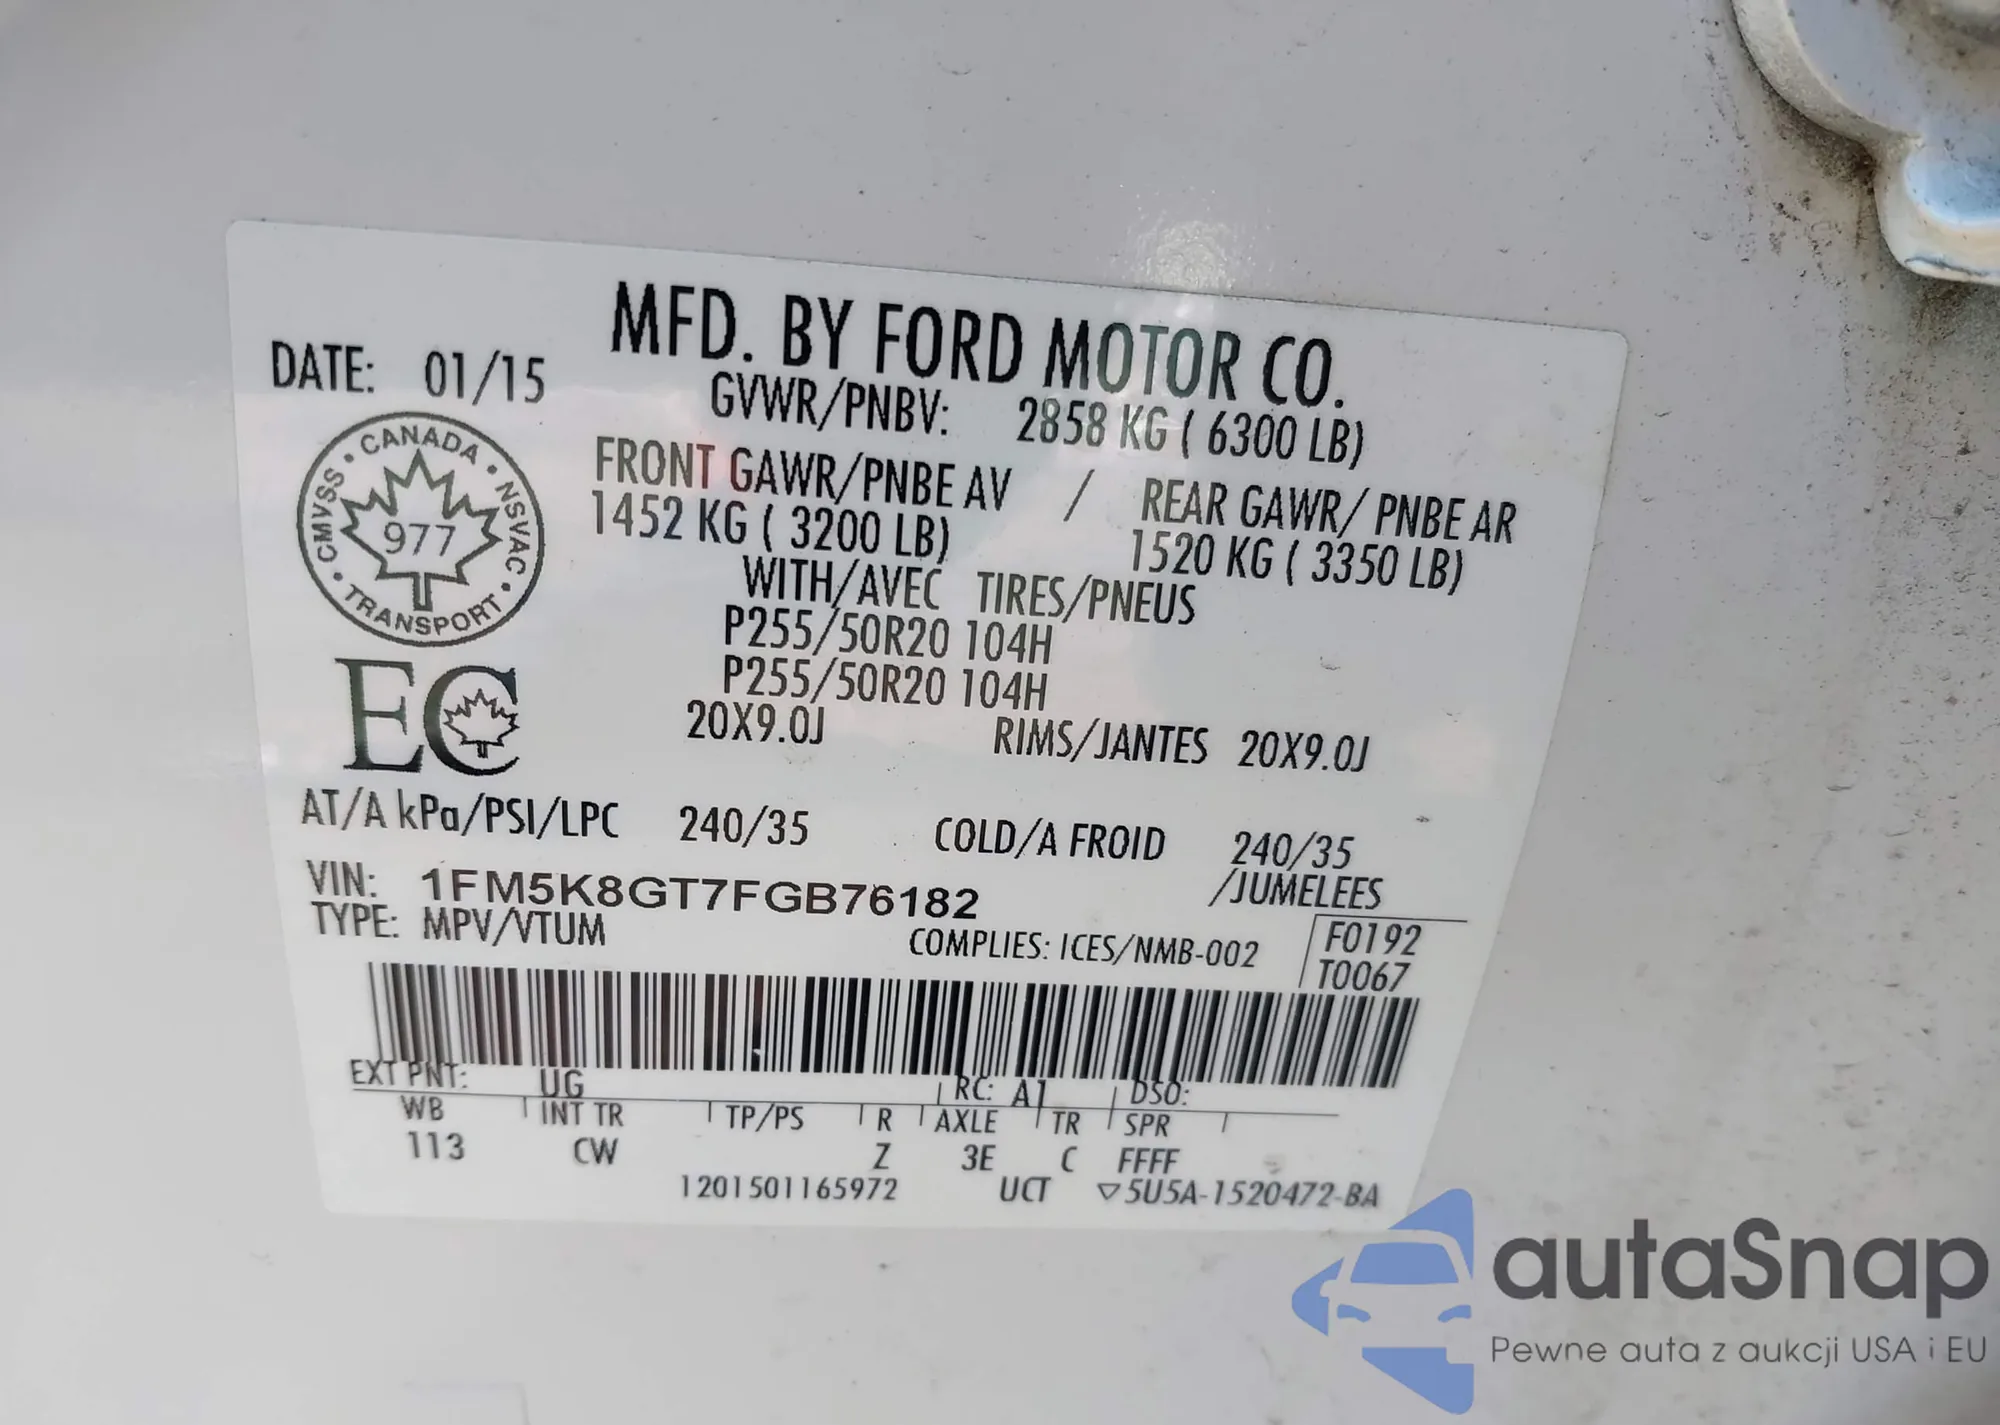 MFD. BY FORD MOTOR CO.
DATE: 01/15
GVWR/PNBV: 2858 KG ( 6300 LB)
FRONT GAWR/PNBE AV / REAR GAWR/ PNBE AR
1452 KG ( 3200 LB) 1520 KG ( 3350 LB)
WITH/AVEC TIRES/PNEUS
P255/50R20 104H
P255/50R20 104H
20X9.0J RIMS/JANTES 20X9.0J
CANADA
CMVSS 977 NSVAC
TRANSPORT
EC
AT/A kPa/PSI/LPC 240/35 COLD/A FROID 240/35
/JUMELEES
VIN: 1FM5K8GT7FGB76182
TYPE: MPV/VTUM
COMPLIES: ICES/NMB-002
F0192
T0067
EXT PNT: UG RC: A1 DSO:
WB INT TR TP/PS R AXLE TR SPR
113 CW Z 3E C FFFF
1201501165972 UCT ▽5U5A-1520472-BA
autaSnap
Pewne auta z aukcji USA i EU